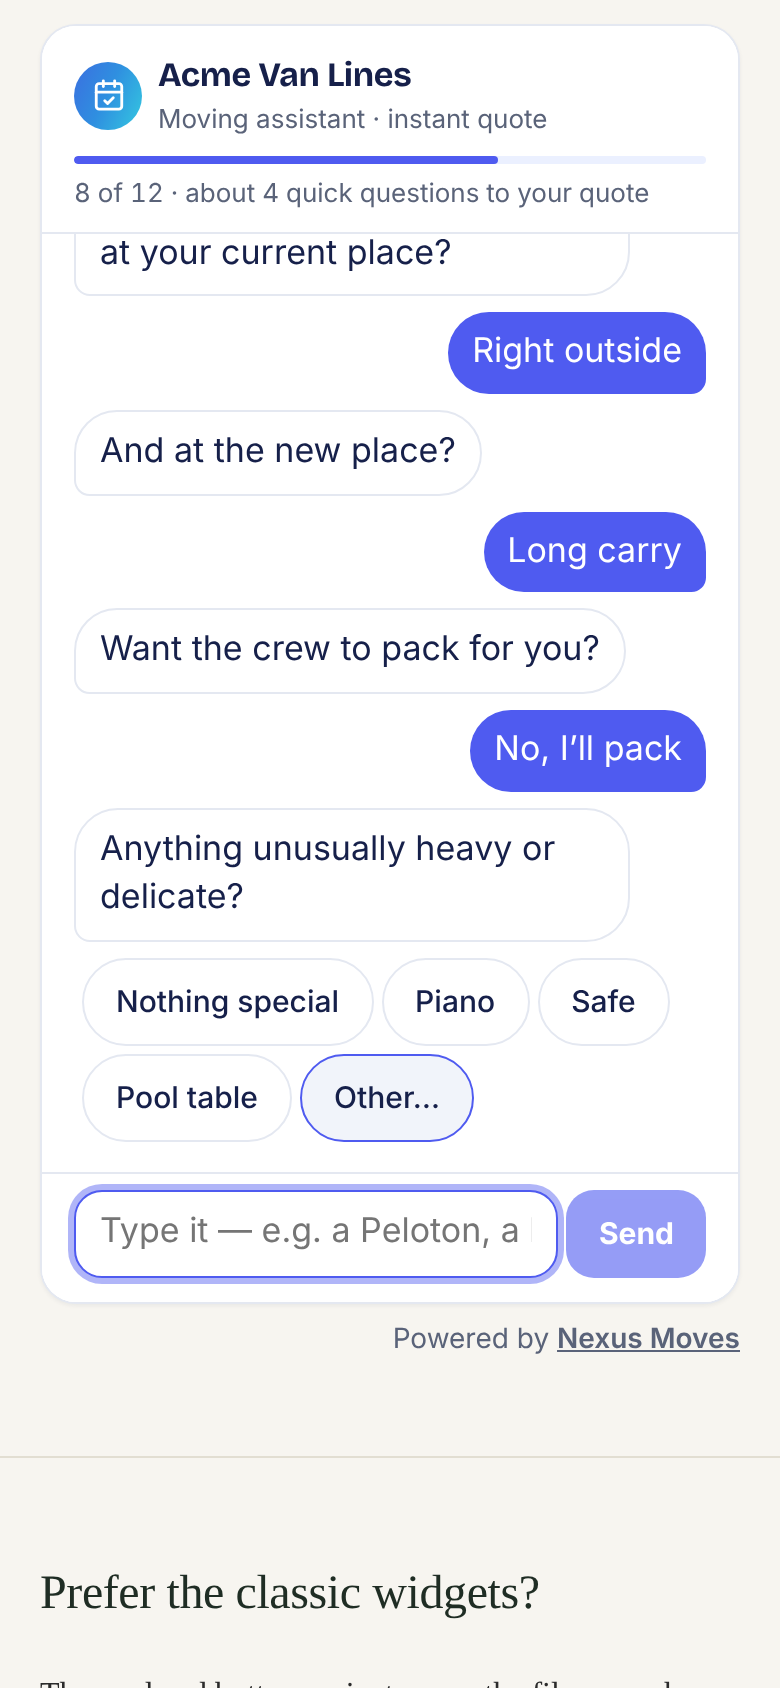 Acme Van Lines
Moving assistant · instant quote
8 of 12 · about 4 quick questions to your quote
at your current place?
Right outside
And at the new place?
Long carry
Want the crew to pack for you?
No, I’ll pack
Anything unusually heavy or
delicate?
Nothing special
Piano
Safe
Pool table
Other…
Type it — e.g. a Peloton, a
Send
Powered by Nexus Moves
Prefer the classic widgets?